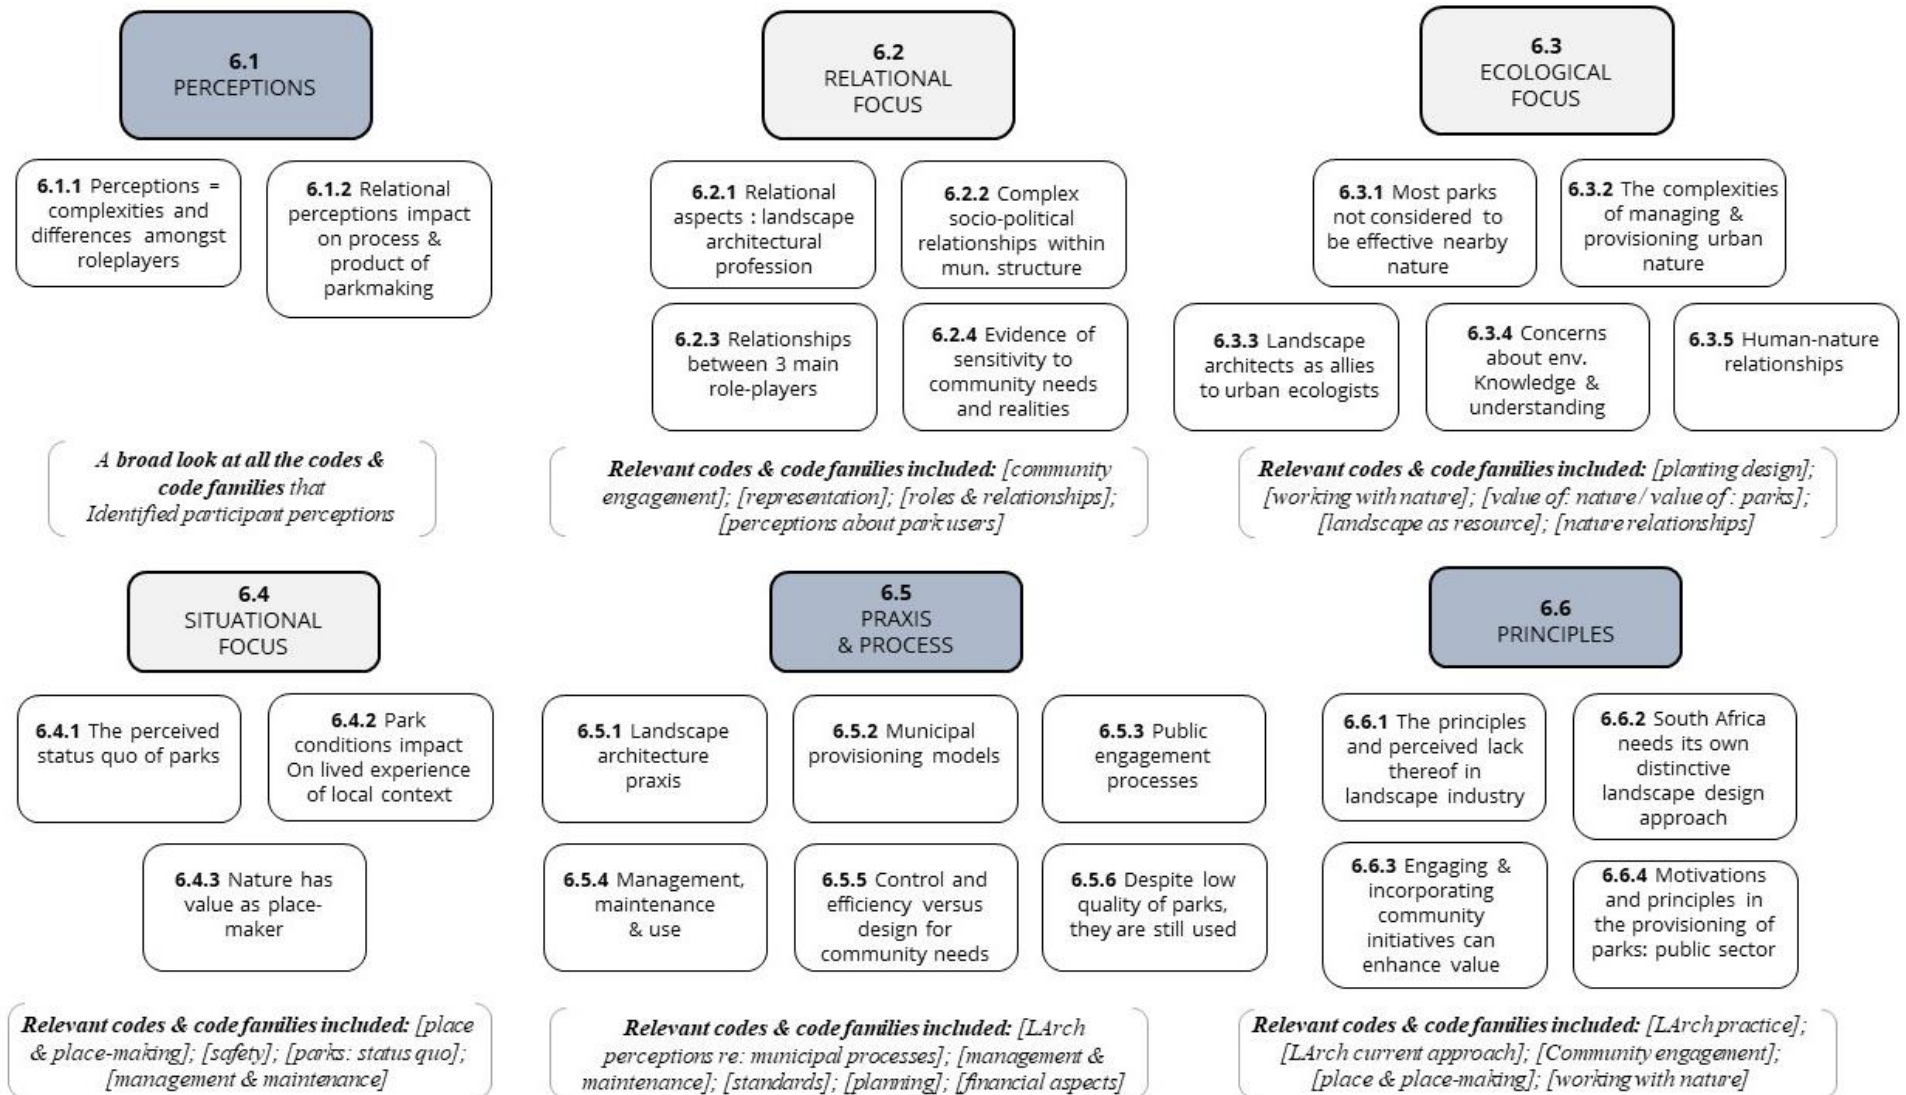 6.1
PERCEPTIONS
6.1.1 Perceptions =
complexities and
differences amongst
roleplayers
6.1.2 Relational
perceptions impact
on process &
product of
parkmaking
A broad look at all the codes &
code families that
Identified participant perceptions
6.2
RELATIONAL
FOCUS
6.2.1 Relational
aspects : landscape
architectural
profession
6.2.2 Complex
socio-political
relationships within
mun. structure
6.2.3 Relationships
between 3 main
role-players
6.2.4 Evidence of
sensitivity to
community needs
and realities
Relevant codes & code families included: [community
engagement]; [representation]; [roles & relationships];
[perceptions about park users]
6.3
ECOLOGICAL
FOCUS
6.3.1 Most parks
not considered to
be effective nearby
nature
6.3.2 The complexities
of managing &
provisioning urban
nature
6.3.3 Landscape
architects as allies
to urban ecologists
6.3.4 Concerns
about env.
Knowledge &
understanding
6.3.5 Human-nature
relationships
Relevant codes & code families included: [planting design];
[working with nature]; [value of: nature / value of : parks];
[landscape as resource]; [nature relationships]
6.4
SITUATIONAL
FOCUS
6.4.1 The perceived
status quo of parks
6.4.2 Park
conditions impact
On lived experience
of local context
6.4.3 Nature has
value as place-
maker
Relevant codes & code families included: [place
& place-making]; [safety]; [parks: status quo];
[management & maintenance]
6.5
PRAXIS
& PROCESS
6.5.1 Landscape
architecture
praxis
6.5.2 Municipal
provisioning models
6.5.3 Public
engagement
processes
6.5.4 Management,
maintenance
& use
6.5.5 Control and
efficiency versus
design for
community needs
6.5.6 Despite low
quality of parks,
they are still used
Relevant codes & code families included: [LArch
perceptions re: municipal processes]; [management &
maintenance]; [standards]; [planning]; [financial aspects]
6.6
PRINCIPLES
6.6.1 The principles
and perceived lack
thereof in
landscape industry
6.6.2 South Africa
needs its own
distinctive
landscape design
approach
6.6.3 Engaging &
incorporating
community
initiatives can
enhance value
6.6.4 Motivations
and principles in
the provisioning of
parks: public sector
Relevant codes & code families included: [LArch practice];
[LArch current approach]; [Community engagement];
[place & place-making]; [working with nature]